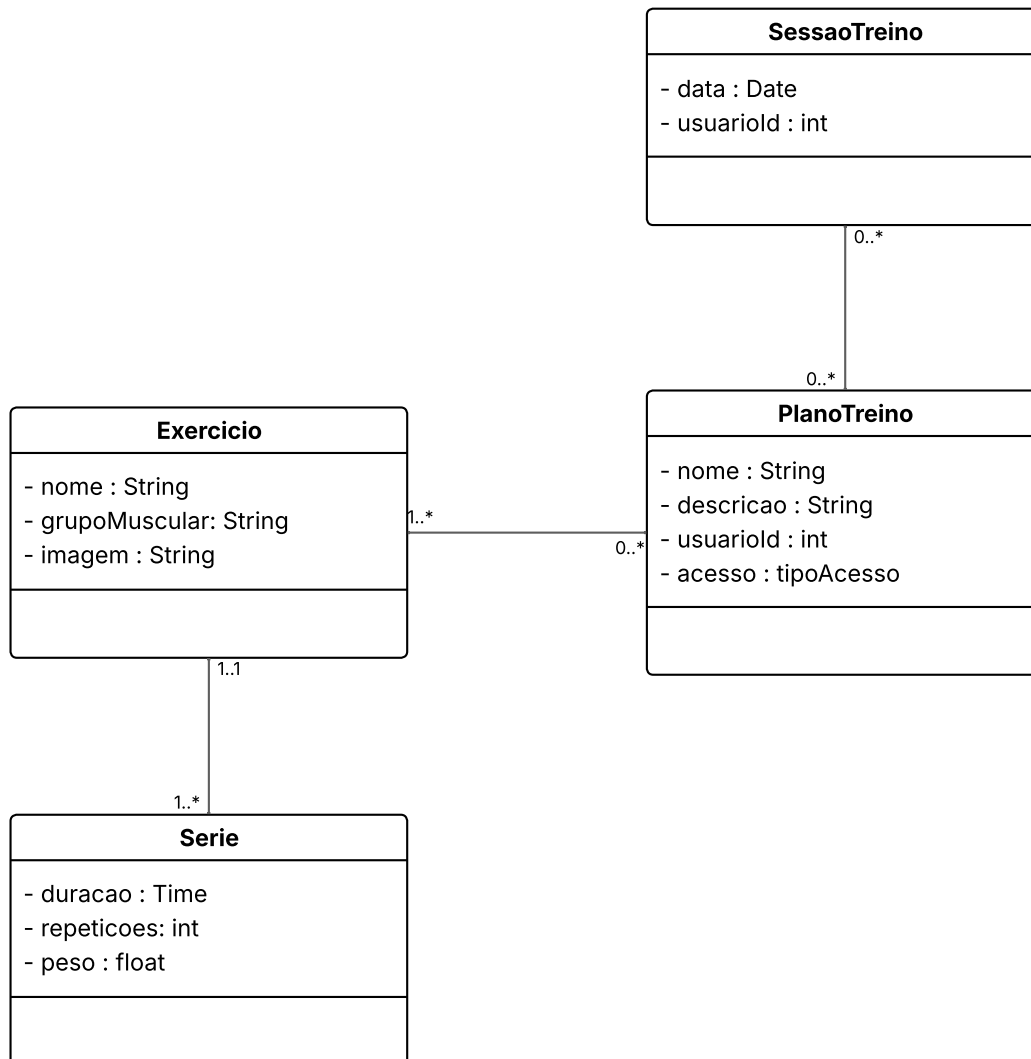 SessaoTreino
- data : Date
- usuarioId : int
0..*
0..*
PlanoTreino
- nome : String
- descricao : String
- usuarioId : int
- acesso : tipoAcesso
0..*
1..*
Exercicio
- nome : String
- grupoMuscular: String
- imagem : String
1..1
1..*
Serie
- duracao : Time
- repeticoes: int
- peso : float